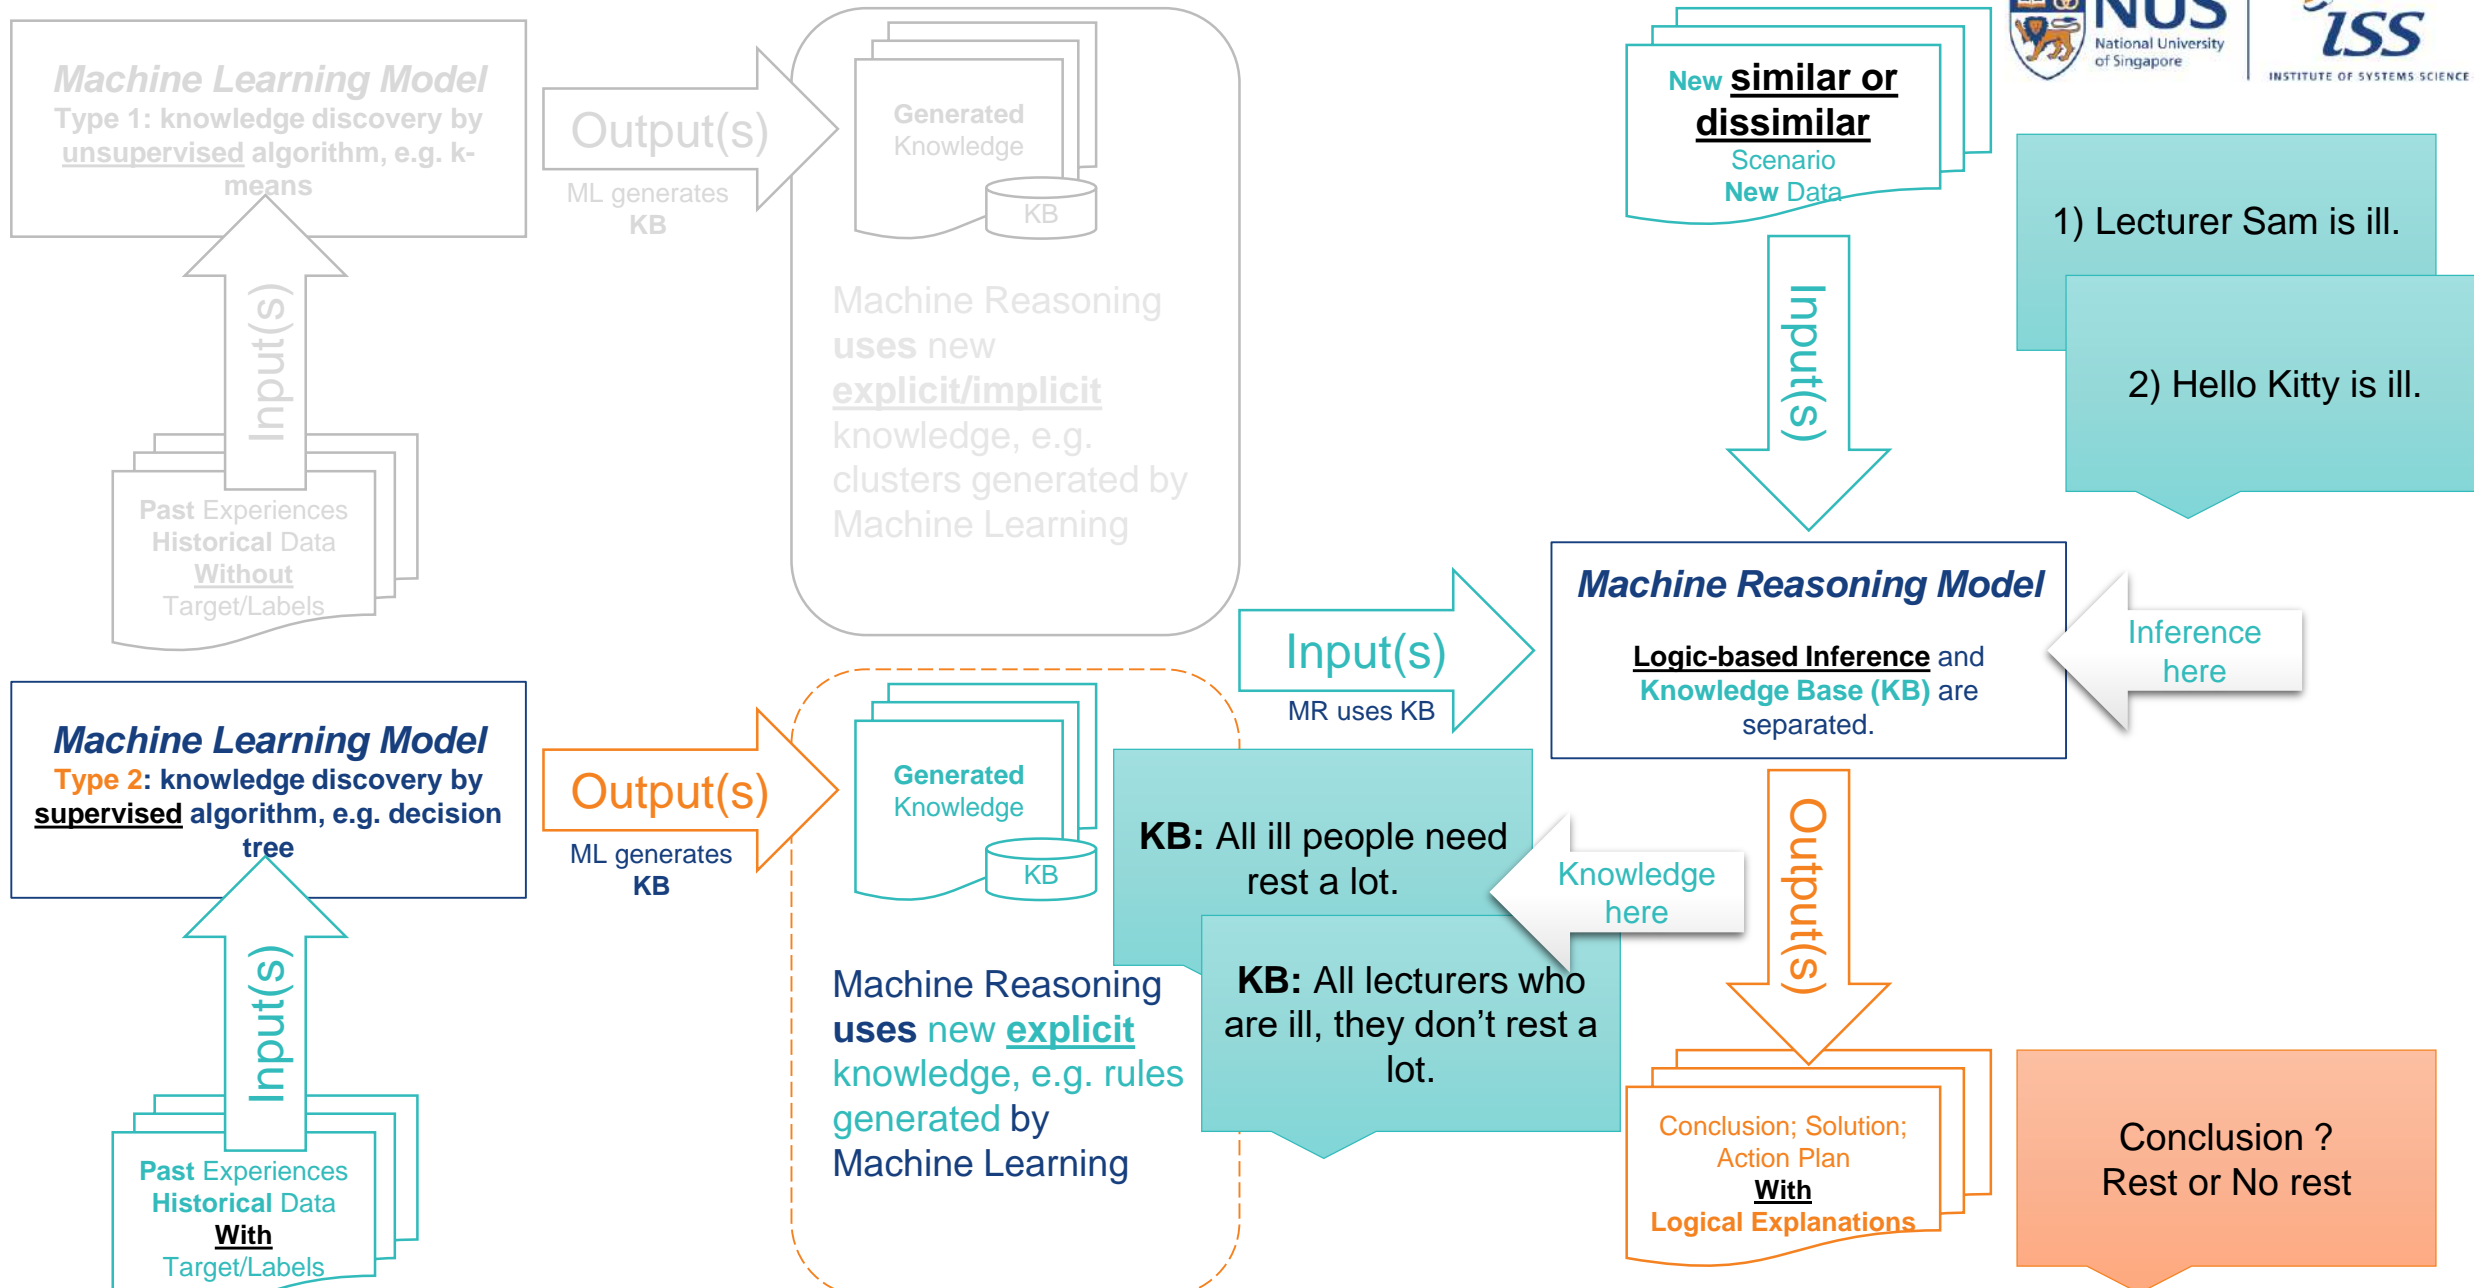 Machine Learning Model
Type 1: knowledge discovery by
unsupervised algorithm, e.g. k-
means
Input(s)
Past Experiences
Historical Data
Without
Target/Labels
Output(s)
ML generates
KB
Generated
Knowledge
KB
Machine Reasoning
uses new
explicit/implicit
knowledge, e.g.
clusters generated by
Machine Learning
New similar or
dissimilar
Scenario
New Data
Input(s)
NUS
National University
of Singapore
ISS
INSTITUTE OF SYSTEMS SCIENCE
1) Lecturer Sam is ill.
2) Hello Kitty is ill.
Input(s)
MR uses KB
Machine Reasoning Model
Logic-based Inference and
Knowledge Base (KB) are
separated.
Inference
here
Machine Learning Model
Type 2: knowledge discovery by
supervised algorithm, e.g. decision
tree
Input(s)
Past Experiences
Historical Data
With
Target/Labels
Output(s)
ML generates
KB
Generated
Knowledge
KB
Machine Reasoning
uses new explicit
knowledge, e.g. rules
generated by
Machine Learning
KB: All ill people need
rest a lot.
KB: All lecturers who
are ill, they don't rest a
lot.
Knowledge
here
Output(s)
Conclusion; Solution;
Action Plan
With
Logical Explanations
Conclusion ?
Rest or No rest